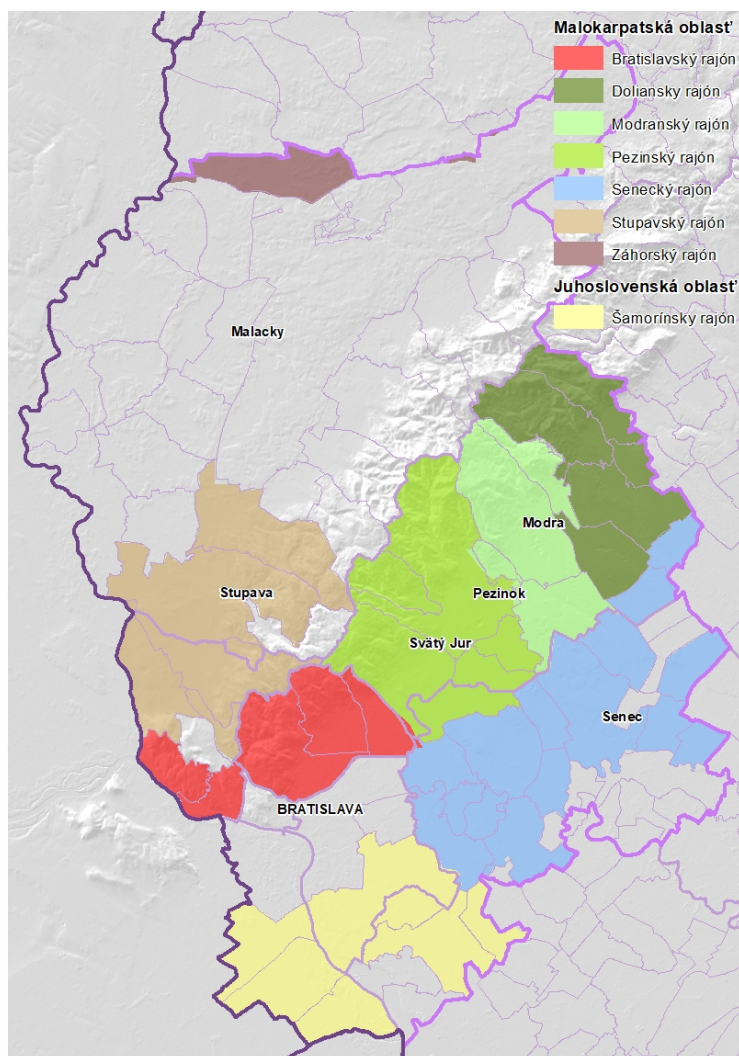 Malokarpatská oblasť
Bratislavský rajón
Doliansky rajón
Modranský rajón
Pezinský rajón
Senecký rajón
Stupavský rajón
Záhorský rajón
Juhoslovenská oblasť
Šamorínsky rajón
Malacky
Modra
Stupava
Pezinok
Svätý Jur
Senec
BRATISLAVA